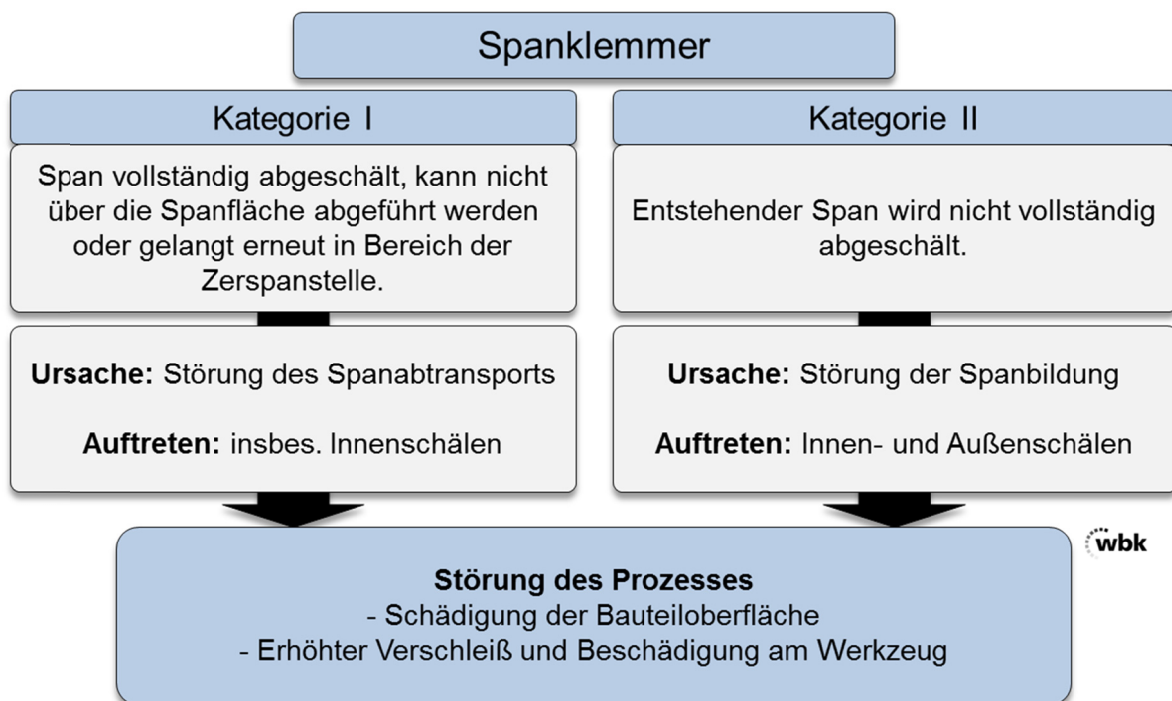 Spanklemmer
Kategorie I
Span vollständig abgeschält, kann nicht
über die Spanfläche abgeführt werden
oder gelangt erneut in Bereich der
Zerspanstelle.
Ursache: Störung des Spanabtransports
Auftreten: insbes. Innenschälen
Kategorie II
Entstehender Span wird nicht vollständig
abgeschält.
Ursache: Störung der Spanbildung
Auftreten: Innen- und Außenschälen
wbk
Störung des Prozesses
- Schädigung der Bauteiloberfläche
- Erhöhter Verschleiß und Beschädigung am Werkzeug